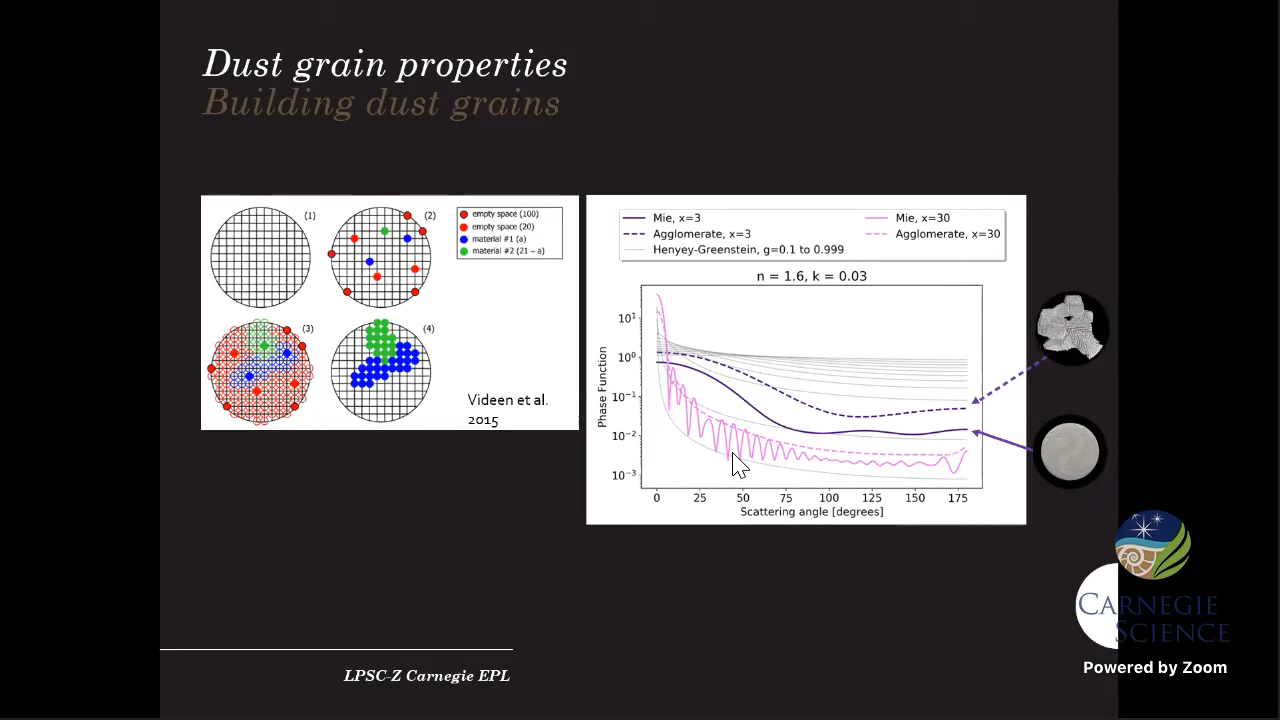 Dust grain properties
Building dust grains
(1)
(2)
empty space (100)
empty space (20)
material #1 (a)
material #2 (21 – a)
(3)
(4)
Videen et al.
2015
Mie, x=3
Agglomerate, x=3
Henyey-Greenstein, g=0.1 to 0.999
Mie, x=30
Agglomerate, x=30
n = 1.6, k = 0.03
Phase Function
10¹
10⁰
10⁻¹
10⁻²
10⁻³
0 25 50 75 100 125 150 175
Scattering angle [degrees]
CARNEGIE
SCIENCE
Powered by Zoom
LPSC-Z Carnegie EPL